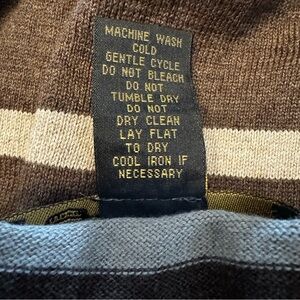 MACHINE WASH
COLD
GENTLE CYCLE
DO NOT BLEACH
DO NOT
TUMBLE DRY
DO NOT
DRY CLEAN
LAY FLAT
TO DRY
COOL IRON IF
NECESSARY